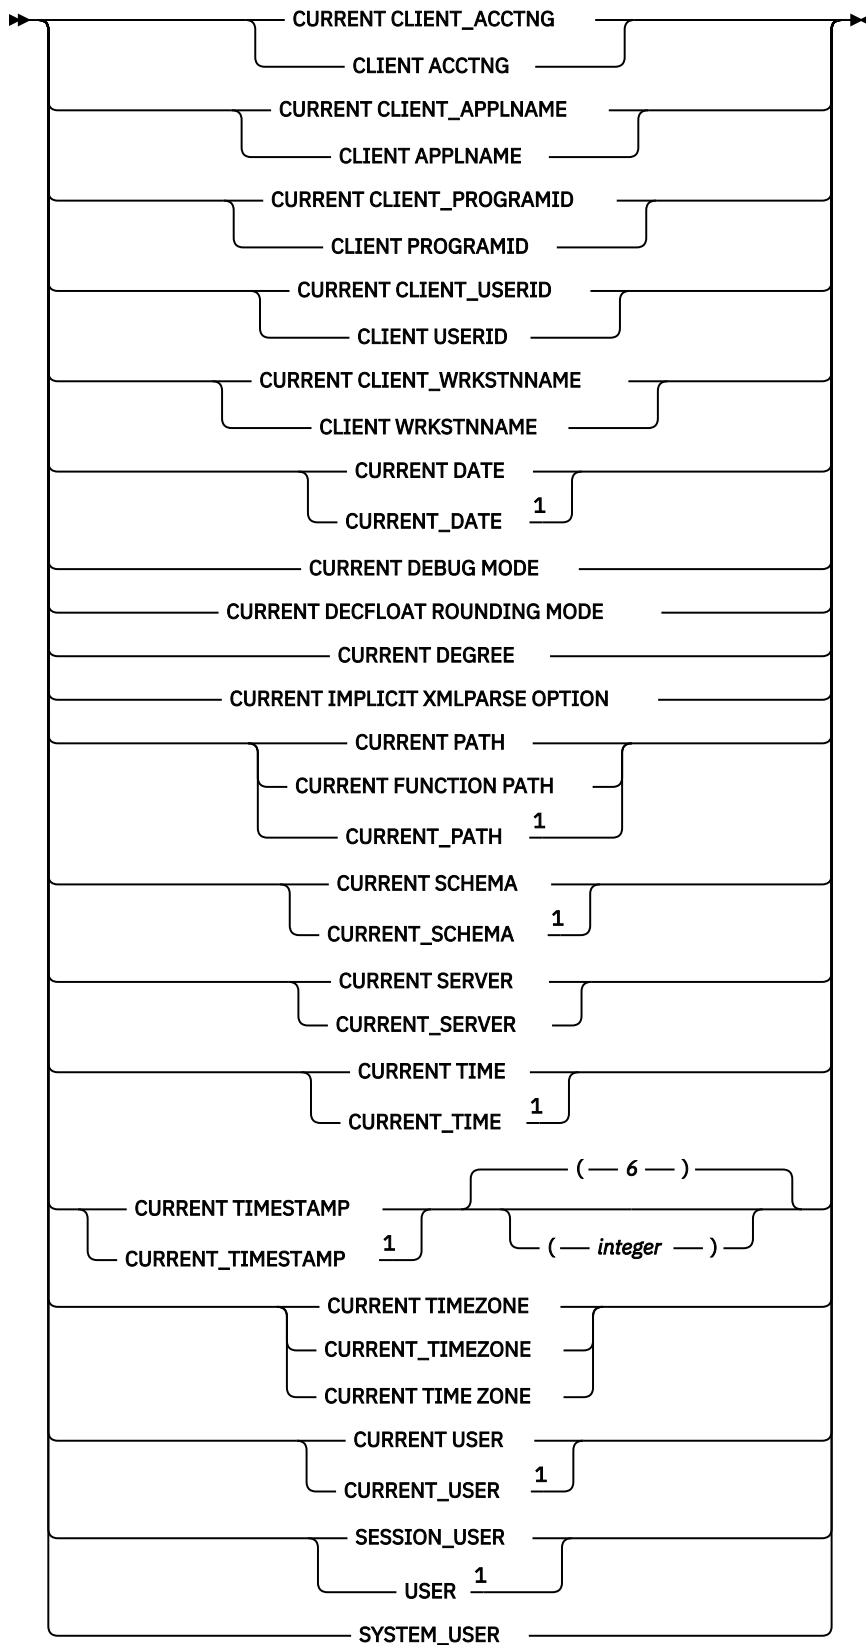 CURRENT CLIENT_ACCTNG
CLIENT ACCTNG
CURRENT CLIENT_APPLNAME
CLIENT APPLNAME
CURRENT CLIENT_PROGRAMID
CLIENT PROGRAMID
CURRENT CLIENT_USERID
CLIENT USERID
CURRENT CLIENT_WRKSTNNAME
CLIENT WRKSTNNAME
CURRENT DATE
CURRENT_DATE 1
CURRENT DEBUG MODE
CURRENT DECFLOAT ROUNDING MODE
CURRENT DEGREE
CURRENT IMPLICIT XMLPARSE OPTION
CURRENT PATH
CURRENT FUNCTION PATH
CURRENT_PATH 1
CURRENT SCHEMA
CURRENT_SCHEMA 1
CURRENT SERVER
CURRENT_SERVER
CURRENT TIME
CURRENT_TIME 1
( 6 )
CURRENT TIMESTAMP
CURRENT_TIMESTAMP 1 ( integer )
CURRENT TIMEZONE
CURRENT_TIMEZONE
CURRENT TIME ZONE
CURRENT USER
CURRENT_USER 1
SESSION_USER
USER 1
SYSTEM_USER